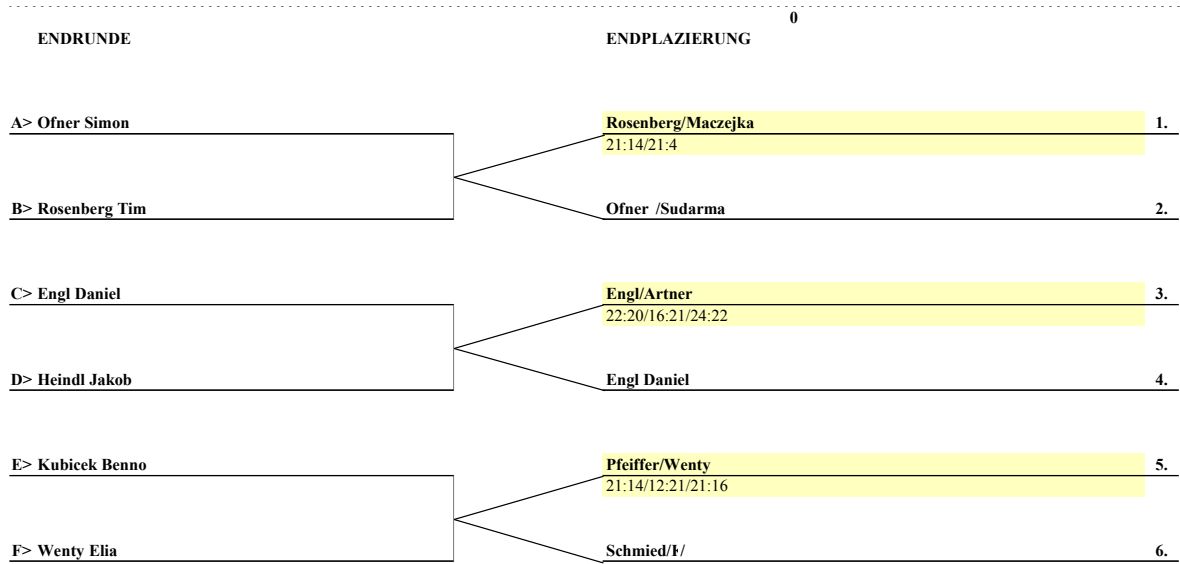 0
ENDRUNDE ENDPLAZIERUNG
A> Ofner Simon Rosenberg/Maczejka 1.
21:14/21:4
B> Rosenberg Tim Ofner /Sudarma 2.
C> Engl Daniel Engl/Artner 3.
22:20/16:21/24:22
D> Heindl Jakob Engl Daniel 4.
E> Kubicek Benno Pfeiffer/Wenty 5.
21:14/12:21/21:16
F> Wenty Elia Schmied/ 6.